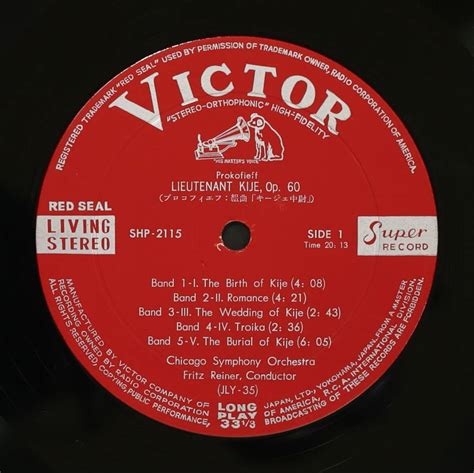 REGISTERED TRADEMARK "RED SEAL" USED BY PERMISSION OF TRADEMARK OWNER, RADIO CORPORATION OF AMERICA.
VICTOR
"STEREO-ORTHOPHONIC" HIGH-FIDELITY
"HIS MASTER'S VOICE"
Prokofieff
LIEUTENANT KIJE, Op. 60
(プロコフィエフ:組曲「キージェ中尉」)
RED SEAL
LIVING STEREO
SHP-2115
SIDE 1
Time 20:13
Super RECORD
Band 1-I. The Birth of Kije (4:08)
Band 2-II. Romance (4:21)
Band 3-III. The Wedding of Kije (2:43)
Band 4-IV. Troika (2:36)
Band 5-V. The Burial of Kije (6:05)
Chicago Symphony Orchestra
Fritz Reiner, Conductor
(JLY-35)
LONG PLAY 33⅓
MANUFACTURED BY VICTOR COMPANY OF JAPAN, LTD., YOKOHAMA, JAPAN, FROM A MASTER
RECORDING OWNED BY RADIO CORPORATION OF AMERICA, R.C.A. INTERNATIONAL DIVISION.
ALL RIGHTS RESERVED, COPYING, PUBLIC PERFORMANCE, BROADCASTING OF THESE RECORDS ARE FORBIDDEN.